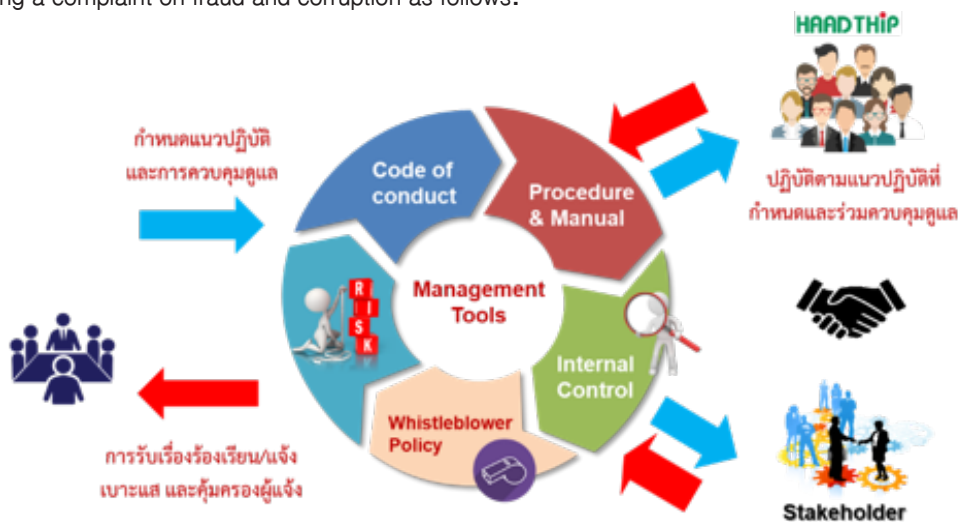 ng a complaint on fraud and corruption as follows:
HAADTHIP
กำหนดแนวปฏิบัติ
และการควบคุมดูแล
Code of
conduct
Procedure
& Manual
ปฏิบัติตามแนวปฏิบัติที่
กำหนดและร่วมควบคุมดูแล
RISK
Management
Tools
Internal
Control
Whistleblower
Policy
การรับเรื่องร้องเรียน/แจ้ง
เบาะแส และคุ้มครองผู้แจ้ง
Stakeholder